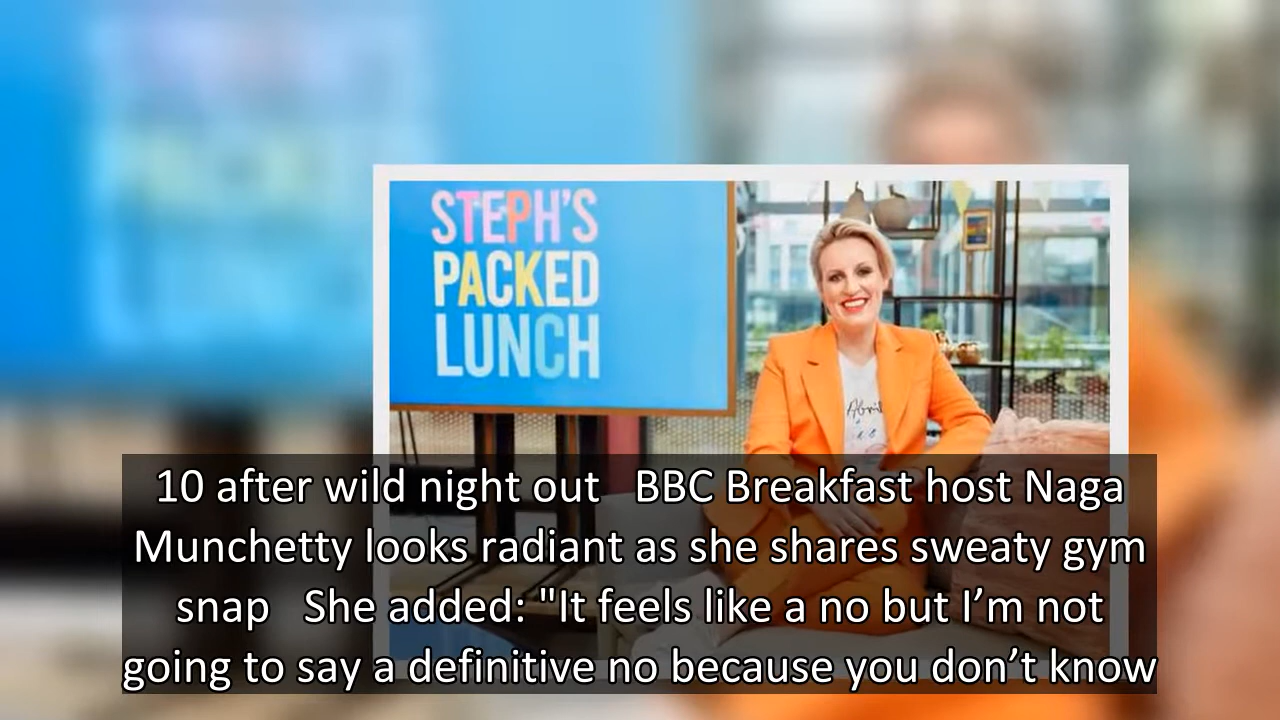 STEPH'S
PACKED
LUNCH
10 after wild night out   BBC Breakfast host Naga
Munchetty looks radiant as she shares sweaty gym
snap   She added: "It feels like a no but I’m not
going to say a definitive no because you don’t know